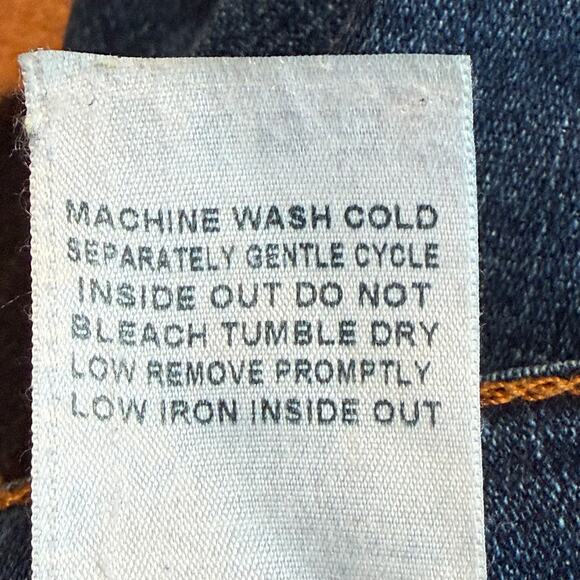 MACHINE WASH COLD
SEPARATELY GENTLE CYCLE
INSIDE OUT DO NOT
BLEACH TUMBLE DRY
LOW REMOVE PROMPTLY
LOW IRON INSIDE OUT